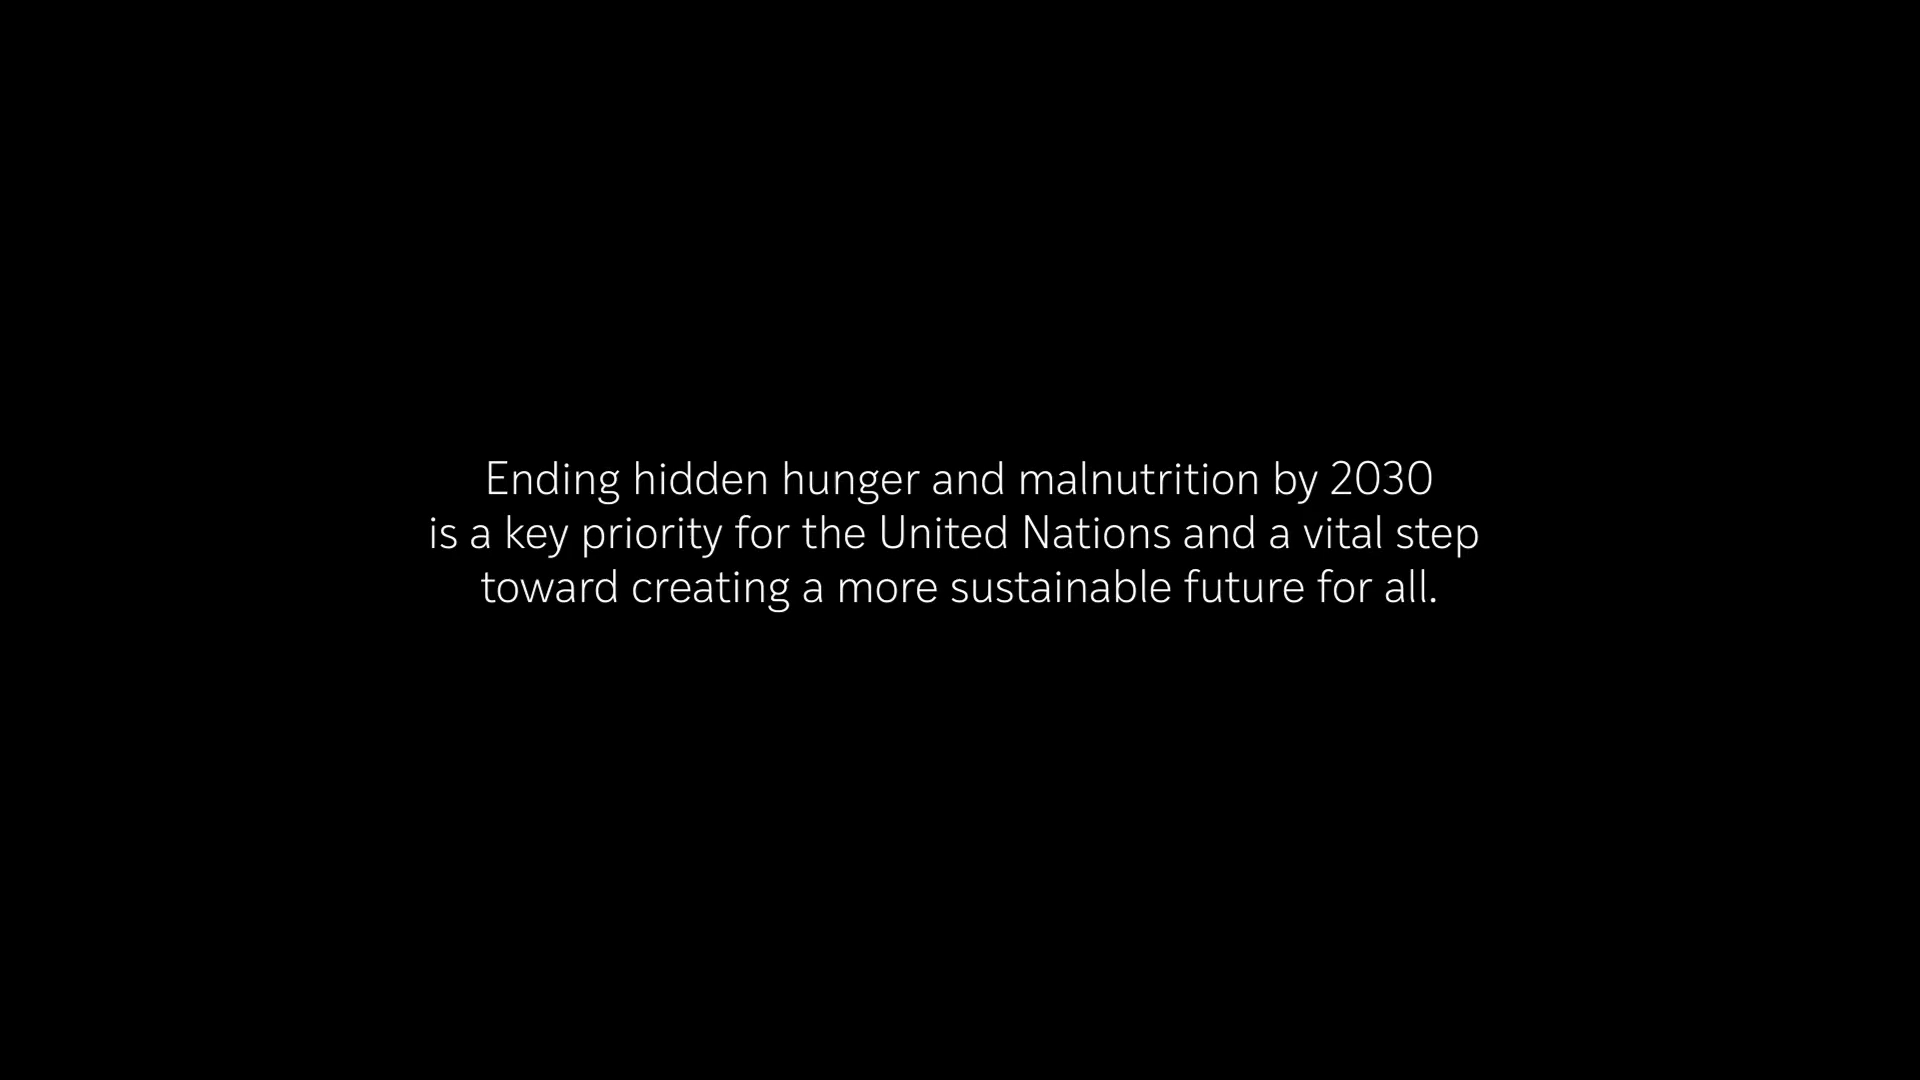 Ending hidden hunger and malnutrition by 2030
is a key priority for the United Nations and a vital step
toward creating a more sustainable future for all.